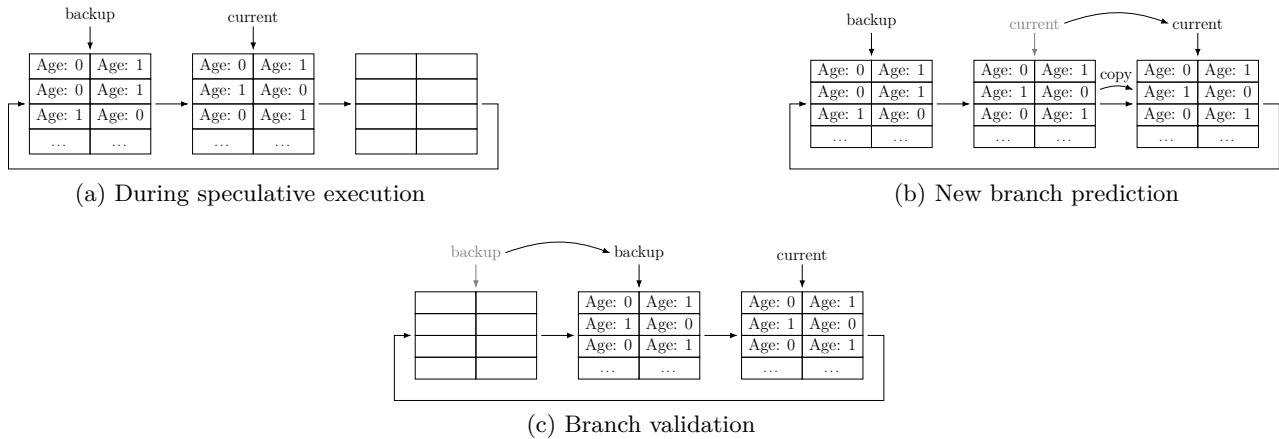 backup current
Age: 0 Age: 1 Age: 0 Age: 1
Age: 0 Age: 1 Age: 1 Age: 0
Age: 1 Age: 0 Age: 0 Age: 1
... ... ... ...
(a) During speculative execution
backup current current
copy
Age: 0 Age: 1 Age: 0 Age: 1 Age: 0 Age: 1
Age: 0 Age: 1 Age: 1 Age: 0 Age: 1 Age: 0
Age: 1 Age: 0 Age: 0 Age: 1 Age: 0 Age: 1
... ... ... ... ... ...
(b) New branch prediction
backup backup current
Age: 0 Age: 1 Age: 0 Age: 1
Age: 1 Age: 0 Age: 1 Age: 0
Age: 0 Age: 1 Age: 0 Age: 1
... ... ... ...
(c) Branch validation